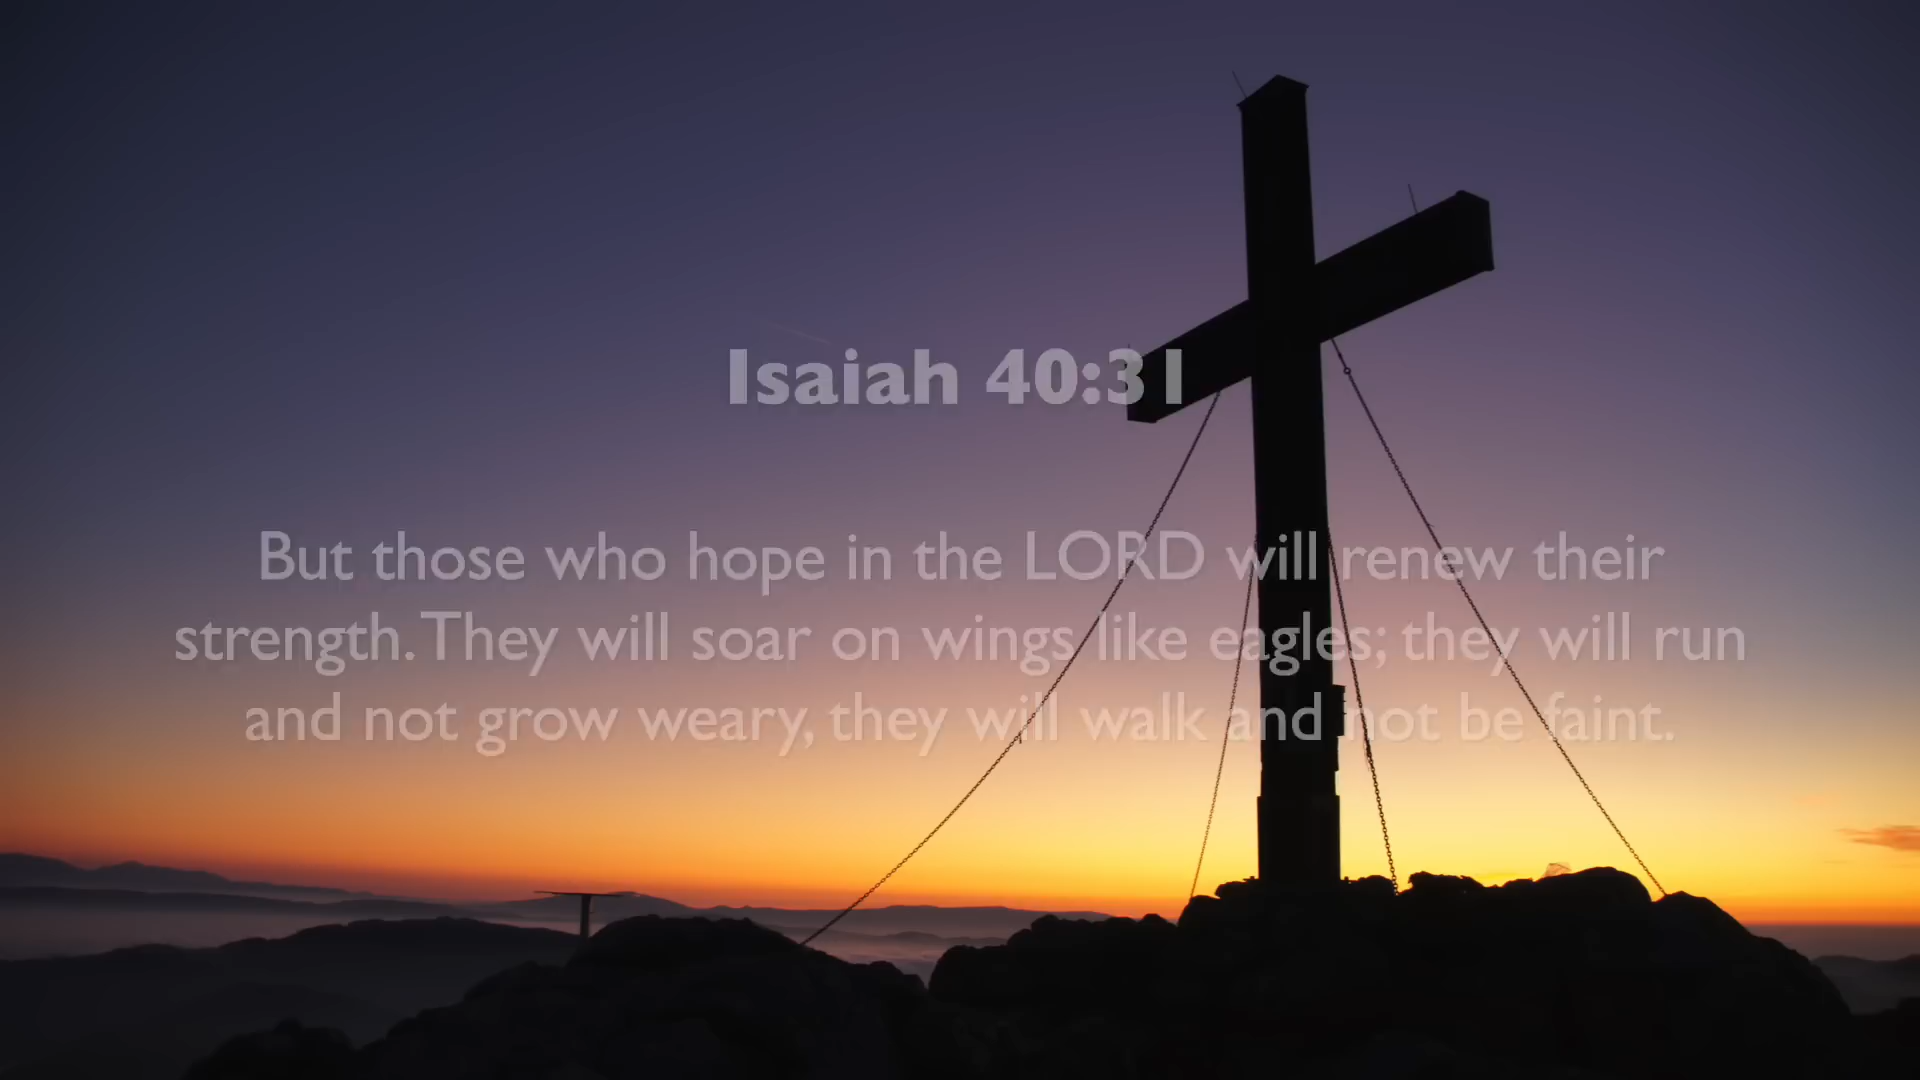 Isaiah 40:31
But those who hope in the LORD will renew their
strength. They will soar on wings like eagles; they will run
and not grow weary, they will walk and not be faint.